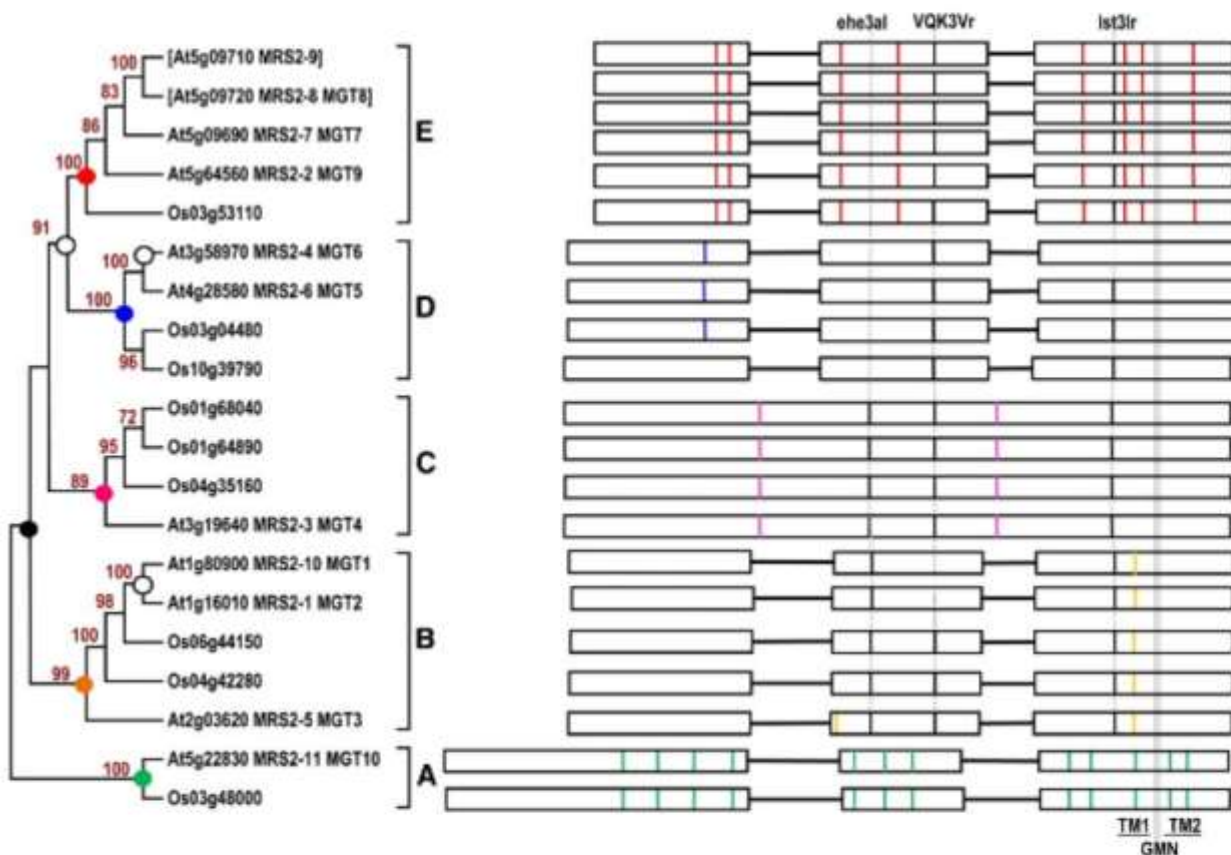 ehe3al VQK3Vr lst3lr
100 [At5g09710 MRS2-9]
83 [At5g09720 MRS2-8 MGT8]
86 At5g09690 MRS2-7 MGT7
100 At5g64560 MRS2-2 MGT9
Os03g53110
E
91
100 At3g58970 MRS2-4 MGT6
100 At4g28580 MRS2-6 MGT5
Os03g04480
96 Os10g39790
D
72 Os01g68040
95 Os01g64890
89 Os04g35160
At3g19640 MRS2-3 MGT4
C
100 At1g80900 MRS2-10 MGT1
98 At1g16010 MRS2-1 MGT2
100 Os06g44150
99 Os04g42280
At2g03620 MRS2-5 MGT3
B
100 At5g22830 MRS2-11 MGT10
Os03g48000
A
TM1 TM2
GMN